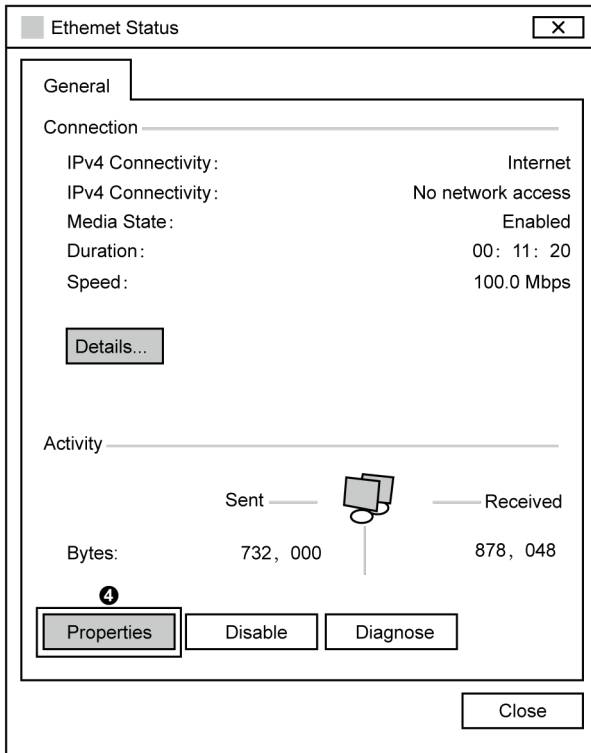 Ethemet Status X
General
Connection
IPv4 Connectivity: Internet
IPv4 Connectivity: No network access
Media State: Enabled
Duration: 00: 11: 20
Speed: 100.0 Mbps
Details...
Activity
Sent Received
Bytes: 732, 000 878, 048
❹
Properties Disable Diagnose
Close